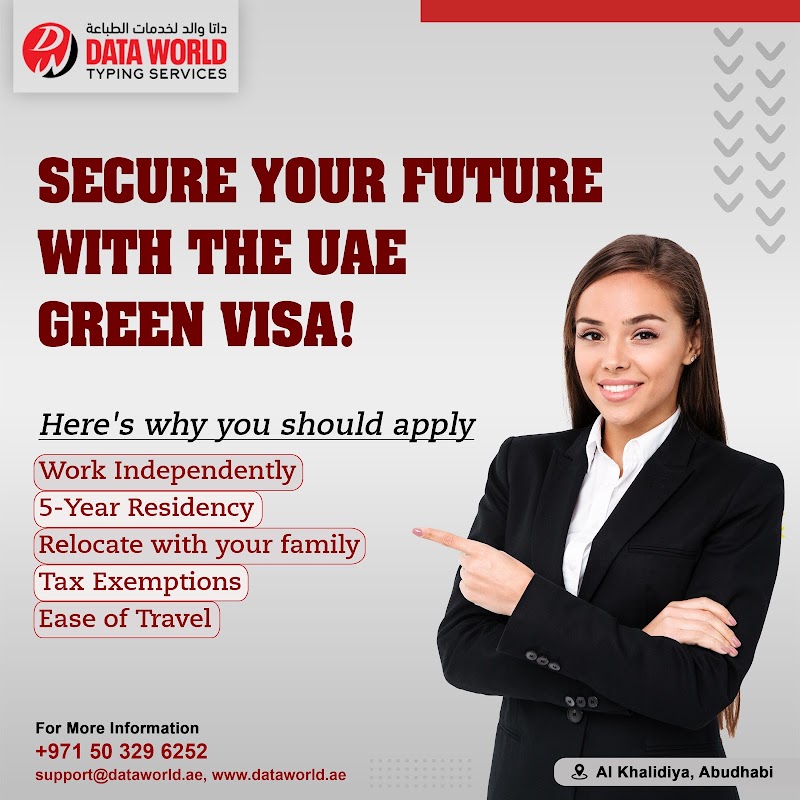 داتا والد لخدمات الطباعة
DATA WORLD
TYPING SERVICES
SECURE YOUR FUTURE
WITH THE UAE
GREEN VISA!
Here's why you should apply
Work Independently
5-Year Residency
Relocate with your family
Tax Exemptions
Ease of Travel
For More Information
+971 50 329 6252
support@dataworld.ae, www.dataworld.ae
Al Khalidiya, Abudhabi